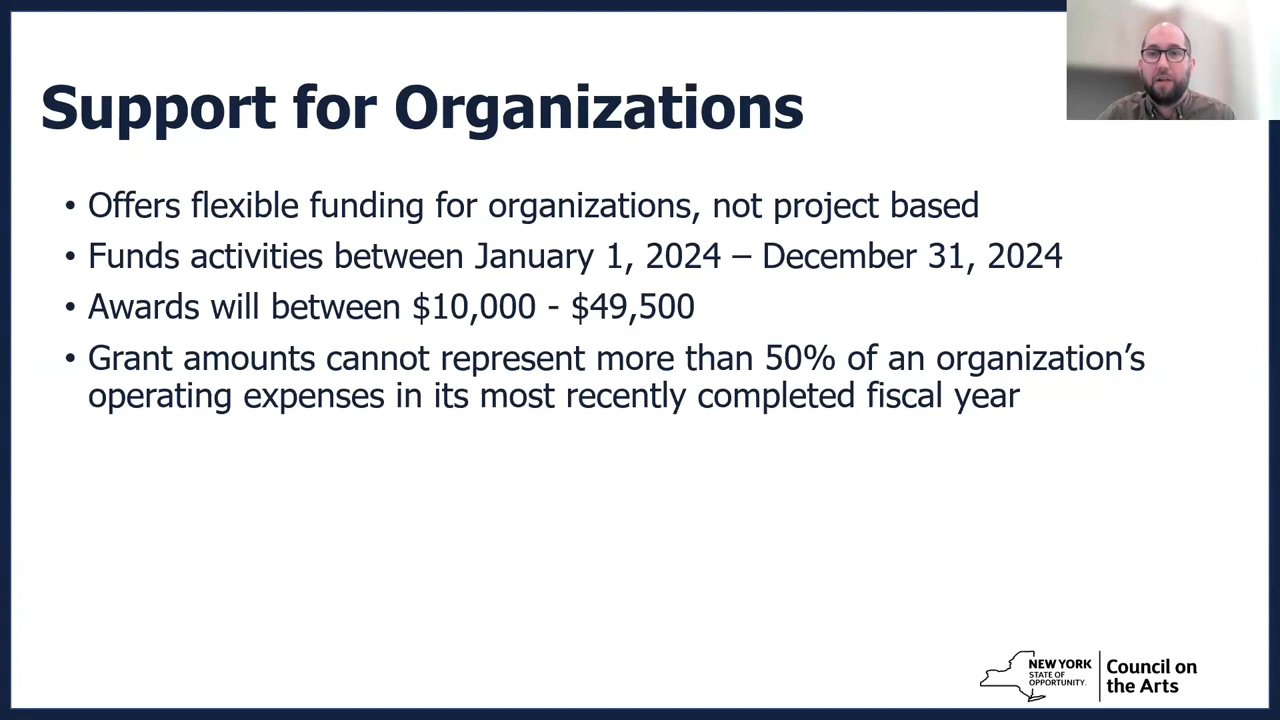 Support for Organizations
• Offers flexible funding for organizations, not project based
• Funds activities between January 1, 2024 – December 31, 2024
• Awards will between $10,000 - $49,500
• Grant amounts cannot represent more than 50% of an organization’s
operating expenses in its most recently completed fiscal year
NEW YORK
STATE OF
OPPORTUNITY.
Council on
the Arts